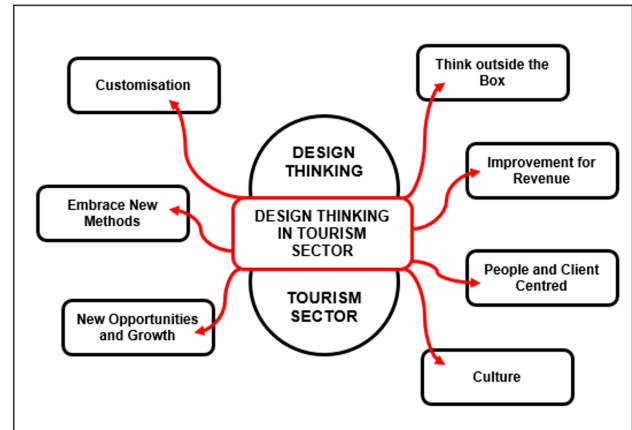 Customisation
Think outside the
Box
DESIGN
THINKING
Improvement for
Revenue
Embrace New
Methods
DESIGN THINKING
IN TOURISM
SECTOR
People and Client
Centred
TOURISM
SECTOR
New Opportunities
and Growth
Culture